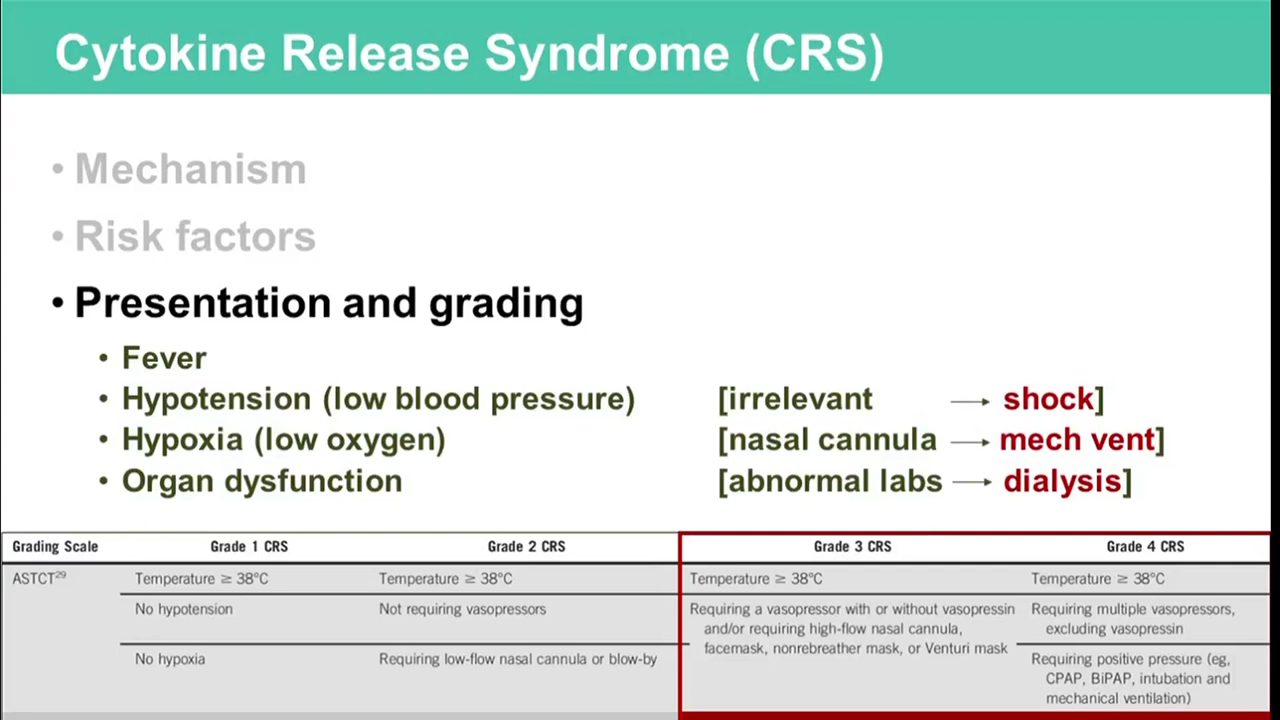 Cytokine Release Syndrome (CRS)
• Mechanism
• Risk factors
• Presentation and grading
• Fever
• Hypotension (low blood pressure) [irrelevant → shock]
• Hypoxia (low oxygen) [nasal cannula → mech vent]
• Organ dysfunction [abnormal labs → dialysis]
Grading Scale Grade 1 CRS Grade 2 CRS Grade 3 CRS Grade 4 CRS
ASTCT29 Temperature ≥ 38°C Temperature ≥ 38°C Temperature ≥ 38°C Temperature ≥ 38°C
No hypotension Not requiring vasopressors Requiring a vasopressor with or without vasopressin Requiring multiple vasopressors,
and/or requiring high-flow nasal cannula, excluding vasopressin
facemask, nonrebreather mask, or Venturi mask
No hypoxia Requiring low-flow nasal cannula or blow-by Requiring positive pressure (eg,
CPAP, BiPAP, intubation and
mechanical ventilation)